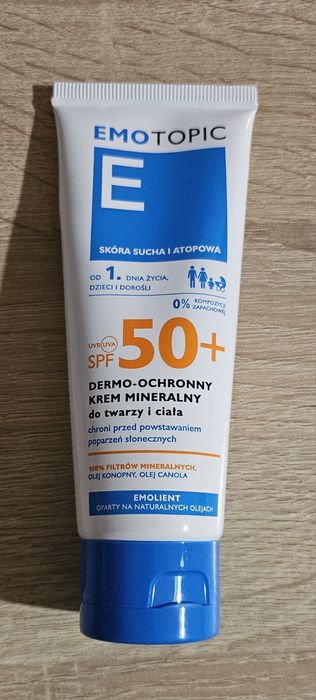 EMOTOPIC
E
SKÓRA SUCHA I ATOPOWA
OD 1. DNIA ŻYCIA,
DZIECI I DOROŚLI
0% KOMPOZYCJI
ZAPACHOWEJ
UVB UVA
SPF 50+
DERMO-OCHRONNY
KREM MINERALNY
do twarzy i ciała
chroni przed powstawaniem
poparzeń słonecznych
100% FILTRÓW MINERALNYCH,
OLEJ KONOPNY, OLEJ CANOLA
EMOLIENT
OPARTY NA NATURALNYCH OLEJACH